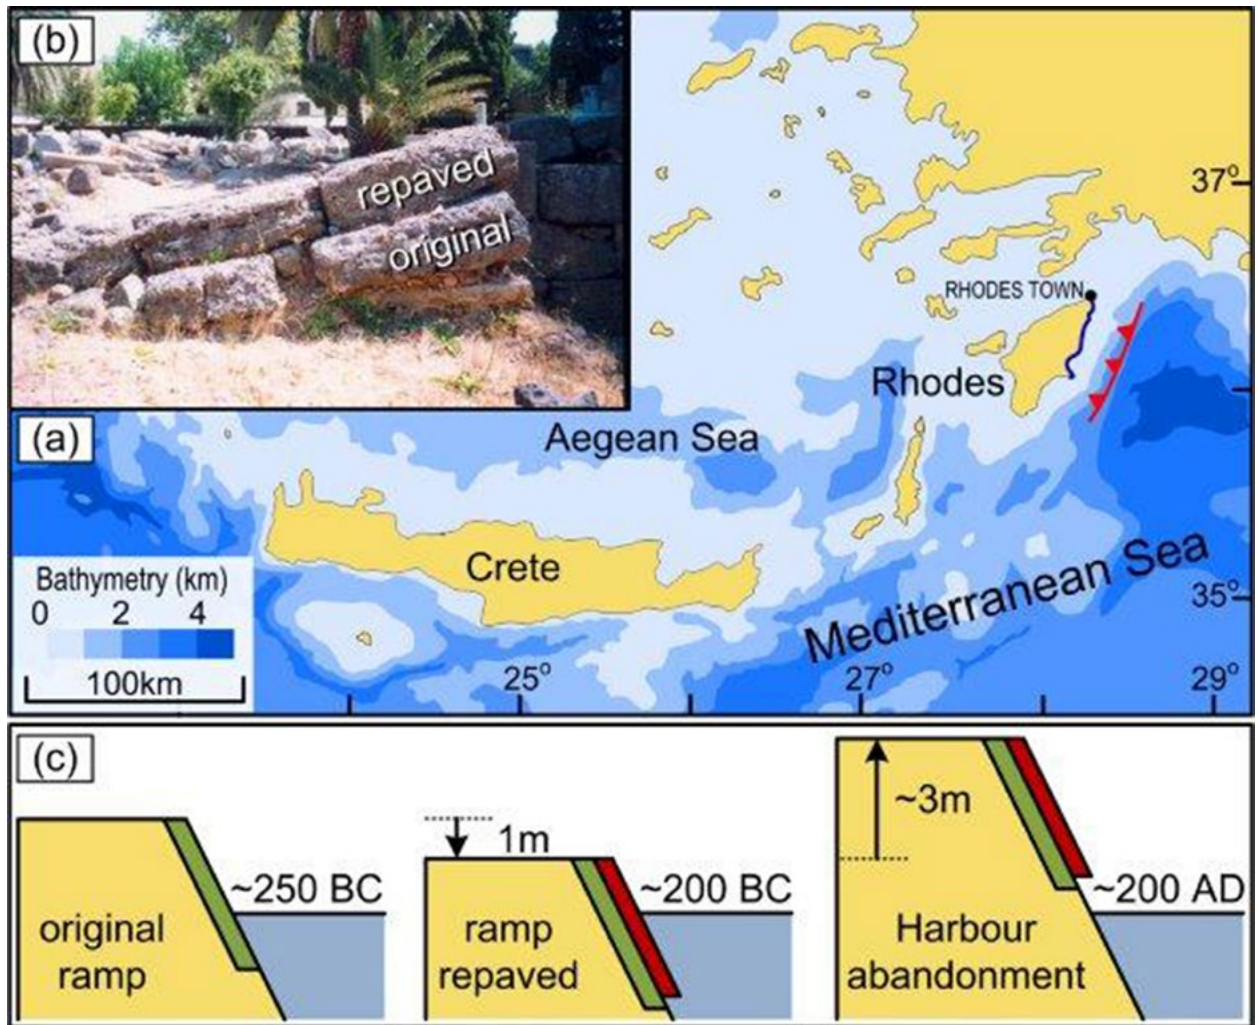 (b)
repaved
original
37°
RHODES TOWN
Rhodes
(a)
Aegean Sea
Crete
Mediterranean Sea
35°
Bathymetry (km)
0 2 4
100km
25°
27°
29°
(c)
~250 BC
original
ramp
1m
~200 BC
ramp
repaved
~3m
~200 AD
Harbour
abandonment